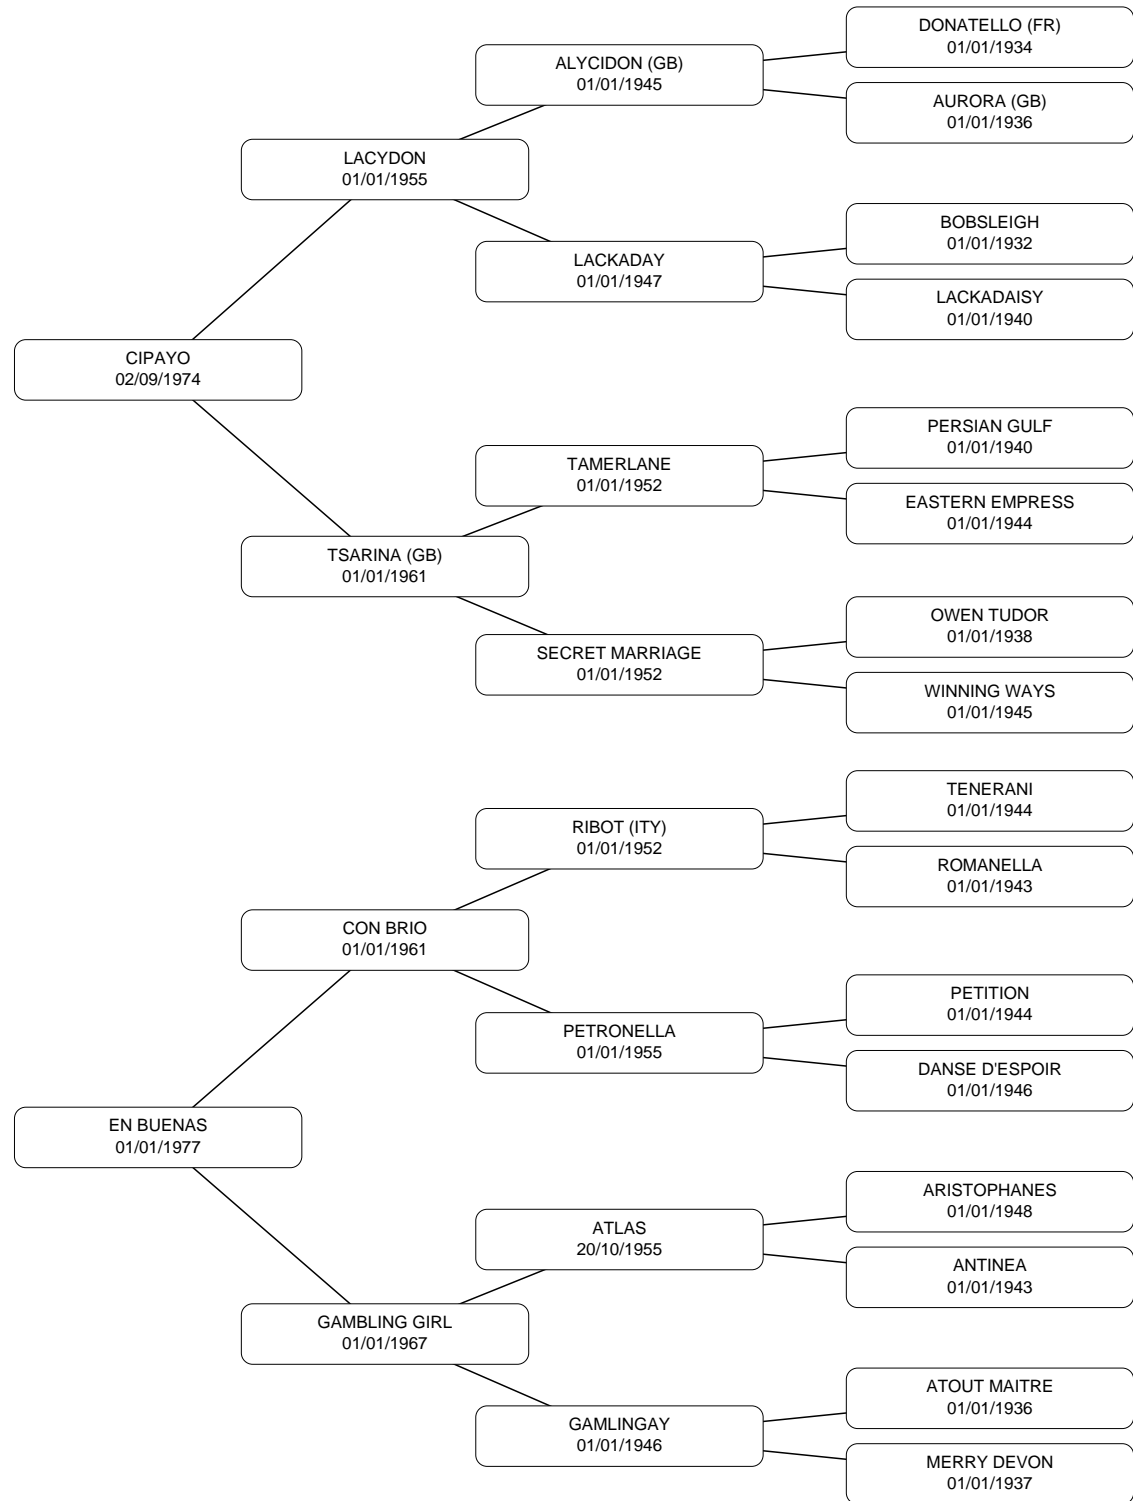 DONATELLO (FR)
01/01/1934
ALYCIDON (GB)
01/01/1945
AURORA (GB)
01/01/1936
LACYDON
01/01/1955
BOBSLEIGH
01/01/1932
LACKADAY
01/01/1947
LACKADAISY
01/01/1940
CIPAYO
02/09/1974
PERSIAN GULF
01/01/1940
TAMERLANE
01/01/1952
EASTERN EMPRESS
01/01/1944
TSARINA (GB)
01/01/1961
OWEN TUDOR
01/01/1938
SECRET MARRIAGE
01/01/1952
WINNING WAYS
01/01/1945
TENERANI
01/01/1944
RIBOT (ITY)
01/01/1952
ROMANELLA
01/01/1943
CON BRIO
01/01/1961
PETITION
01/01/1944
PETRONELLA
01/01/1955
DANSE D'ESPOIR
01/01/1946
EN BUENAS
01/01/1977
ARISTOPHANES
01/01/1948
ATLAS
20/10/1955
ANTINEA
01/01/1943
GAMBLING GIRL
01/01/1967
ATOUT MAITRE
01/01/1936
GAMLINGAY
01/01/1946
MERRY DEVON
01/01/1937